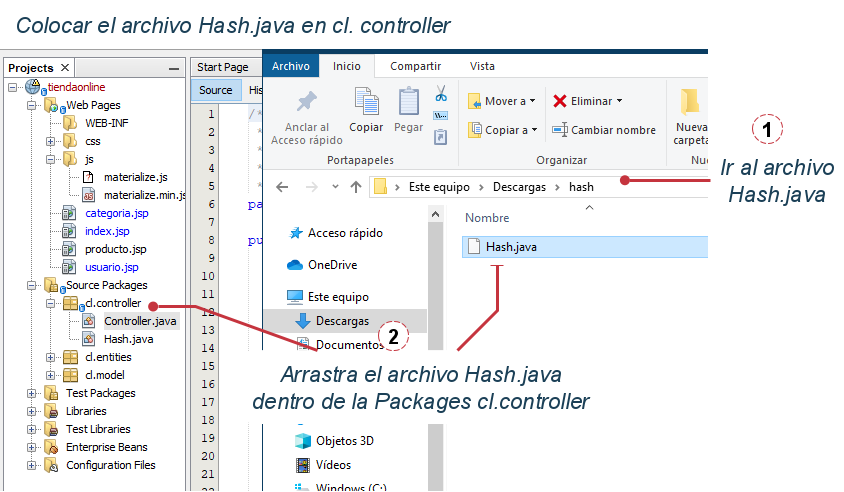 Colocar el archivo Hash.java en cl. controller
Projects
tiendaonline
Web Pages
WEB-INF
css
js
materialize.js
materialize.min.js
categoria.jsp
index.jsp
producto.jsp
usuario.jsp
Source Packages
cl.controller
Controller.java
Hash.java
cl.entities
cl.model
Test Packages
Libraries
Test Libraries
Enterprise Beans
Configuration Files
Start Page
Source
His
1 /*
2 *
3 *
4 *
5 *
6 pa
7
8 pu
9
10
11
12
13
14
15
16
17
18
19
20
21
22
Archivo Inicio Compartir Vista
Anclar al
Acceso rápido
Copiar
Pegar
Portapapeles
Mover a
Copiar a
Eliminar
Cambiar nombre
Organizar
Nueva
carpeta
Nu
Este equipo > Descargas > hash
Acceso rápido
OneDrive
Este equipo
Descargas
Documentos
Objetos 3D
Vídeos
Windows (C:)
Nombre
Hash.java
1
Ir al archivo
Hash.java
2
Arrastra el archivo Hash.java
dentro de la Packages cl.controller